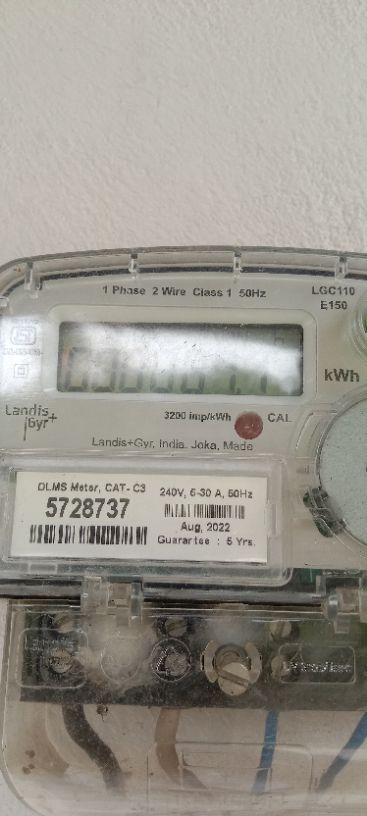 1 Phase 2 Wire Class 1 50Hz
LGC110
E150
kWh
Landis
Gyr+
3200 imp/kWh
CAL
Landis+Gyr, India, Joka, Made
DLMS Meter, CAT- C3
240V, 5-30 A, 50Hz
5728737
Aug, 2022
Guarantee : 5 Yrs.